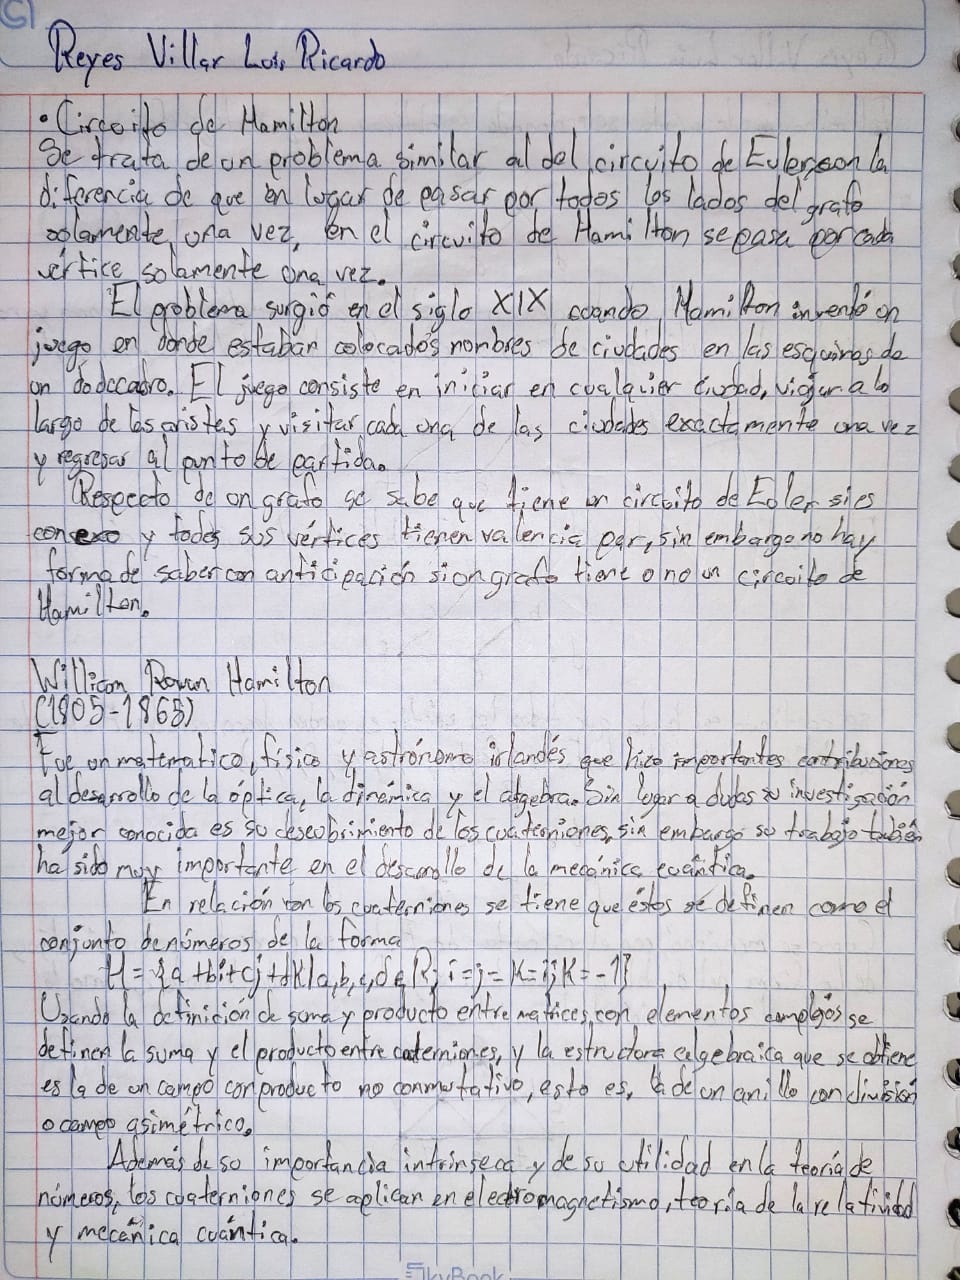 Reyes Villar Luis Ricardo
• Circuito de Hamilton
Se trata de un problema similar al del circuito de Euler, con la
diferencia de que en lugar de pasar por todos los lados del grafo
solamente una vez, en el circuito de Hamilton se pasa por cada
vértice solamente una vez.
El problema surgió en el siglo XIX cuando Hamilton inventó un
juego en donde estaban colocados nombres de ciudades en las esquinas de
un dodecaedro. El juego consiste en iniciar en cualquier ciudad, viajar a lo
largo de las aristas y visitar cada una de las ciudades exactamente una vez
y regresar al punto de partida.
Respecto de un grafo se sabe que tiene un circuito de Euler si es
conexo y todos sus vértices tienen valencia par, sin embargo no hay
forma de saber con anticipación si un grafo tiene o no un circuito de
Hamilton.
William Rowan Hamilton
(1805-1865)
Fue un matematico, físico y astrónomo irlandés que hizo importantes contribuciones
al desarrollo de la óptica, la dinámica y el algebra. Sin lugar a dudas su investigación
mejor conocida es su descubrimiento de los cuaterniones, sin embargo su trabajo también
ha sido muy importante en el desarrollo de la mecánica cuántica.
En relación con los cuaterniones se tiene que éstos se definen como el
conjunto de números de la forma
H = {a + bi + cj + dk | a, b, c, d ∈ R; i = j = k = ijk = -1}
Usando la definición de suma y producto entre matrices con elementos complejos se
definen la suma y el producto entre cuaterniones, y la estructura algebraica que se obtiene
es la de un campo con producto no conmutativo, esto es, la de un anillo con división
o campo asimétrico.
Además de su importancia intrínseca y de su utilidad en la teoría de
números, los cuaterniones se aplican en electromagnetismo, teoría de la relatividad
y mecánica cuántica.
SkyBook